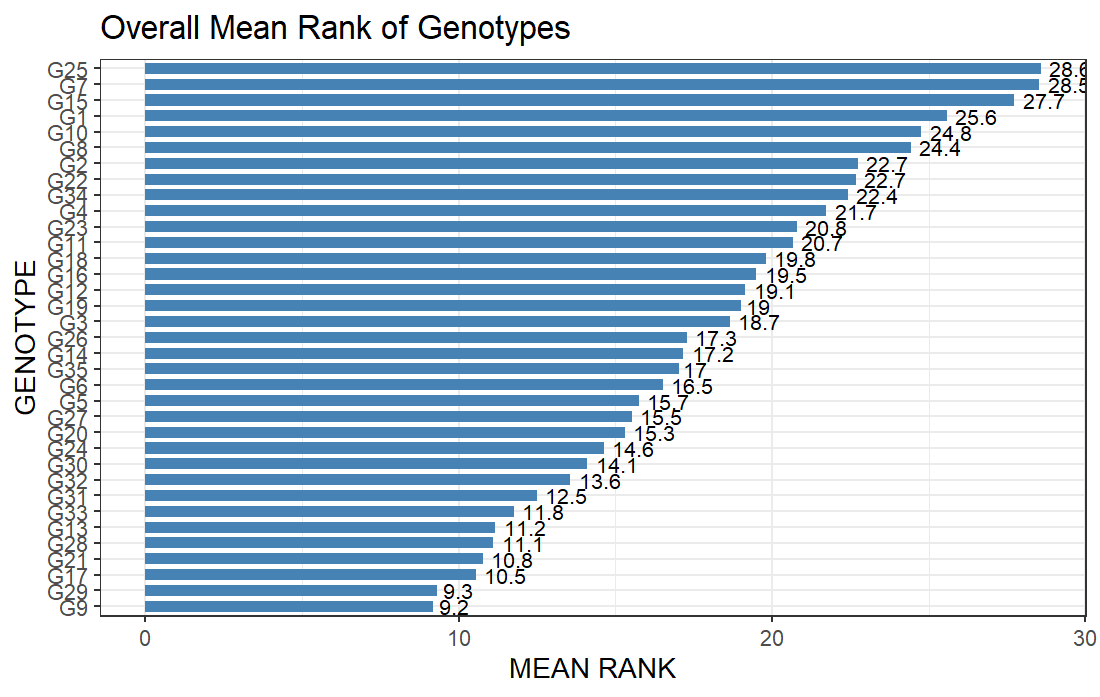 Overall Mean Rank of Genotypes
GENOTYPE
G25 28.6
G7 28.5
G15 27.7
G1 25.6
G10 24.8
G8 24.4
G2 22.7
G22 22.7
G34 22.4
G4 21.7
G23 20.8
G11 20.7
G18 19.8
G16 19.5
G12 19.1
G19 19
G3 18.7
G26 17.3
G14 17.2
G35 17
G6 16.5
G5 15.7
G27 15.5
G20 15.3
G24 14.6
G30 14.1
G32 13.6
G31 12.5
G33 11.8
G13 11.2
G28 11.1
G21 10.8
G17 10.5
G29 9.3
G9 9.2
0 10 20 30
MEAN RANK